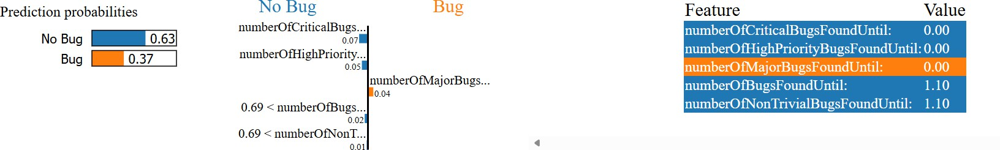 Prediction probabilities
No Bug 0.63
Bug 0.37
No Bug Bug
numberOfCriticalBugs...
0.07
numberOfHighPriority...
0.05
numberOfMajorBugs...
0.04
0.69 < numberOfBugs...
0.02
0.69 < numberOfNonT...
0.01
Feature Value
numberOfCriticalBugsFoundUntil: 0.00
numberOfHighPriorityBugsFoundUntil: 0.00
numberOfMajorBugsFoundUntil: 0.00
numberOfBugsFoundUntil: 1.10
numberOfNonTrivialBugsFoundUntil: 1.10